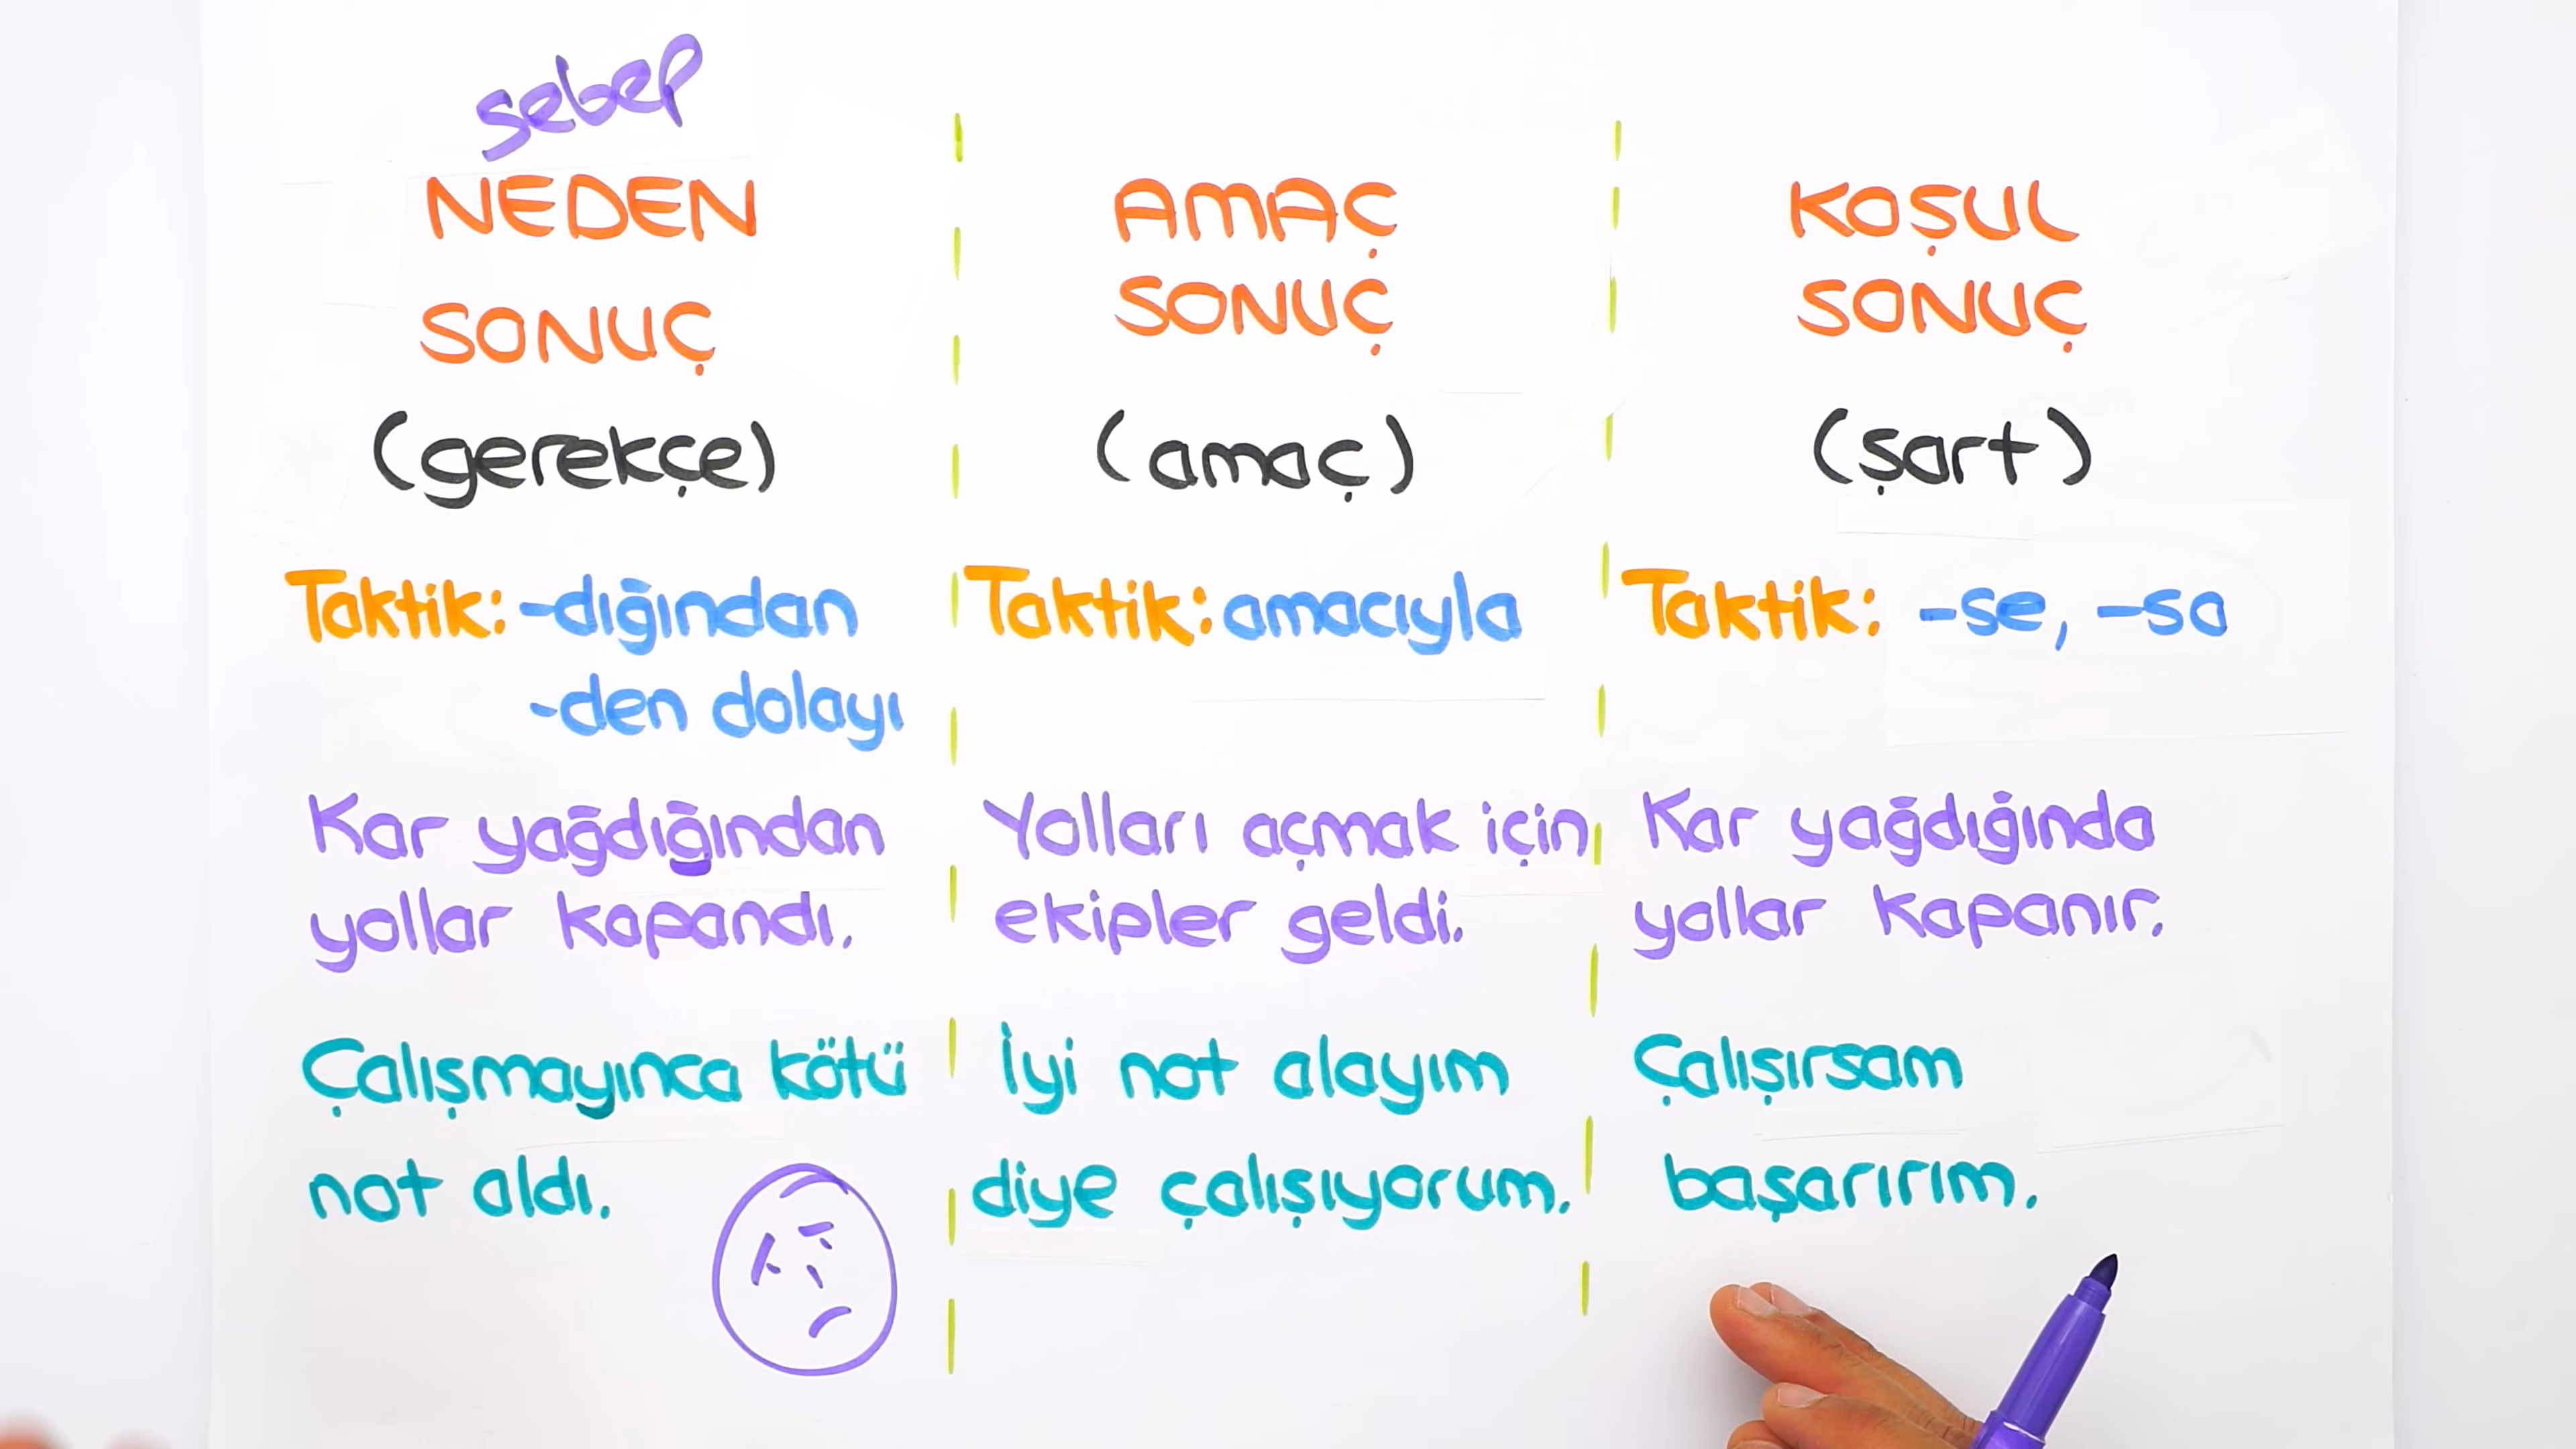 sebep
NEDEN
SONUÇ
(gerekçe)
Taktik: -dığından
-den dolayı
Kar yağdığından
yollar kapandı.
Çalışmayınca kötü
not aldı.
AMAÇ
SONUÇ
(amaç)
Taktik: amacıyla
Yolları açmak için
ekipler geldi.
İyi not alayım
diye çalışıyorum.
KOŞUL
SONUÇ
(şart)
Taktik: -se, -sa
Kar yağdığında
yollar kapanır.
Çalışırsam
başarırım.